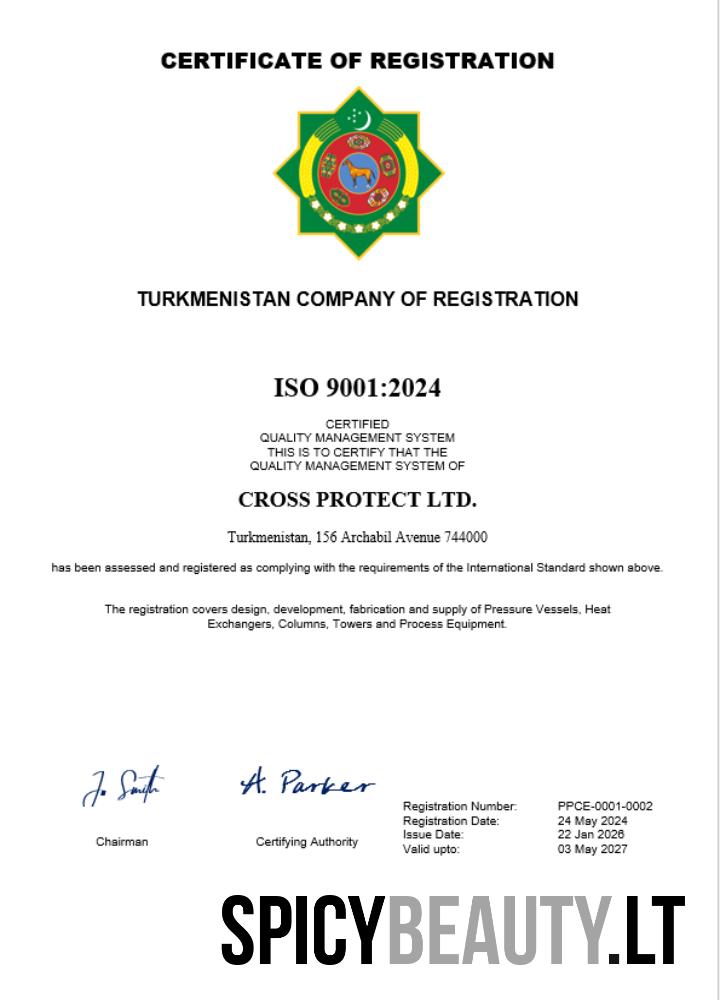 CERTIFICATE OF REGISTRATION
TURKMENISTAN COMPANY OF REGISTRATION
ISO 9001:2024
CERTIFIED
QUALITY MANAGEMENT SYSTEM
THIS IS TO CERTIFY THAT THE
QUALITY MANAGEMENT SYSTEM OF
CROSS PROTECT LTD.
Turkmenistan, 156 Archabil Avenue 744000
has been assessed and registered as complying with the requirements of the International Standard shown above.
The registration covers design, development, fabrication and supply of Pressure Vessels, Heat
Exchangers, Columns, Towers and Process Equipment.
J. Smith
A. Parker
Chairman
Certifying Authority
Registration Number: PPCE-0001-0002
Registration Date: 24 May 2024
Issue Date: 22 Jan 2026
Valid upto: 03 May 2027
SPICYBEAUTY.LT